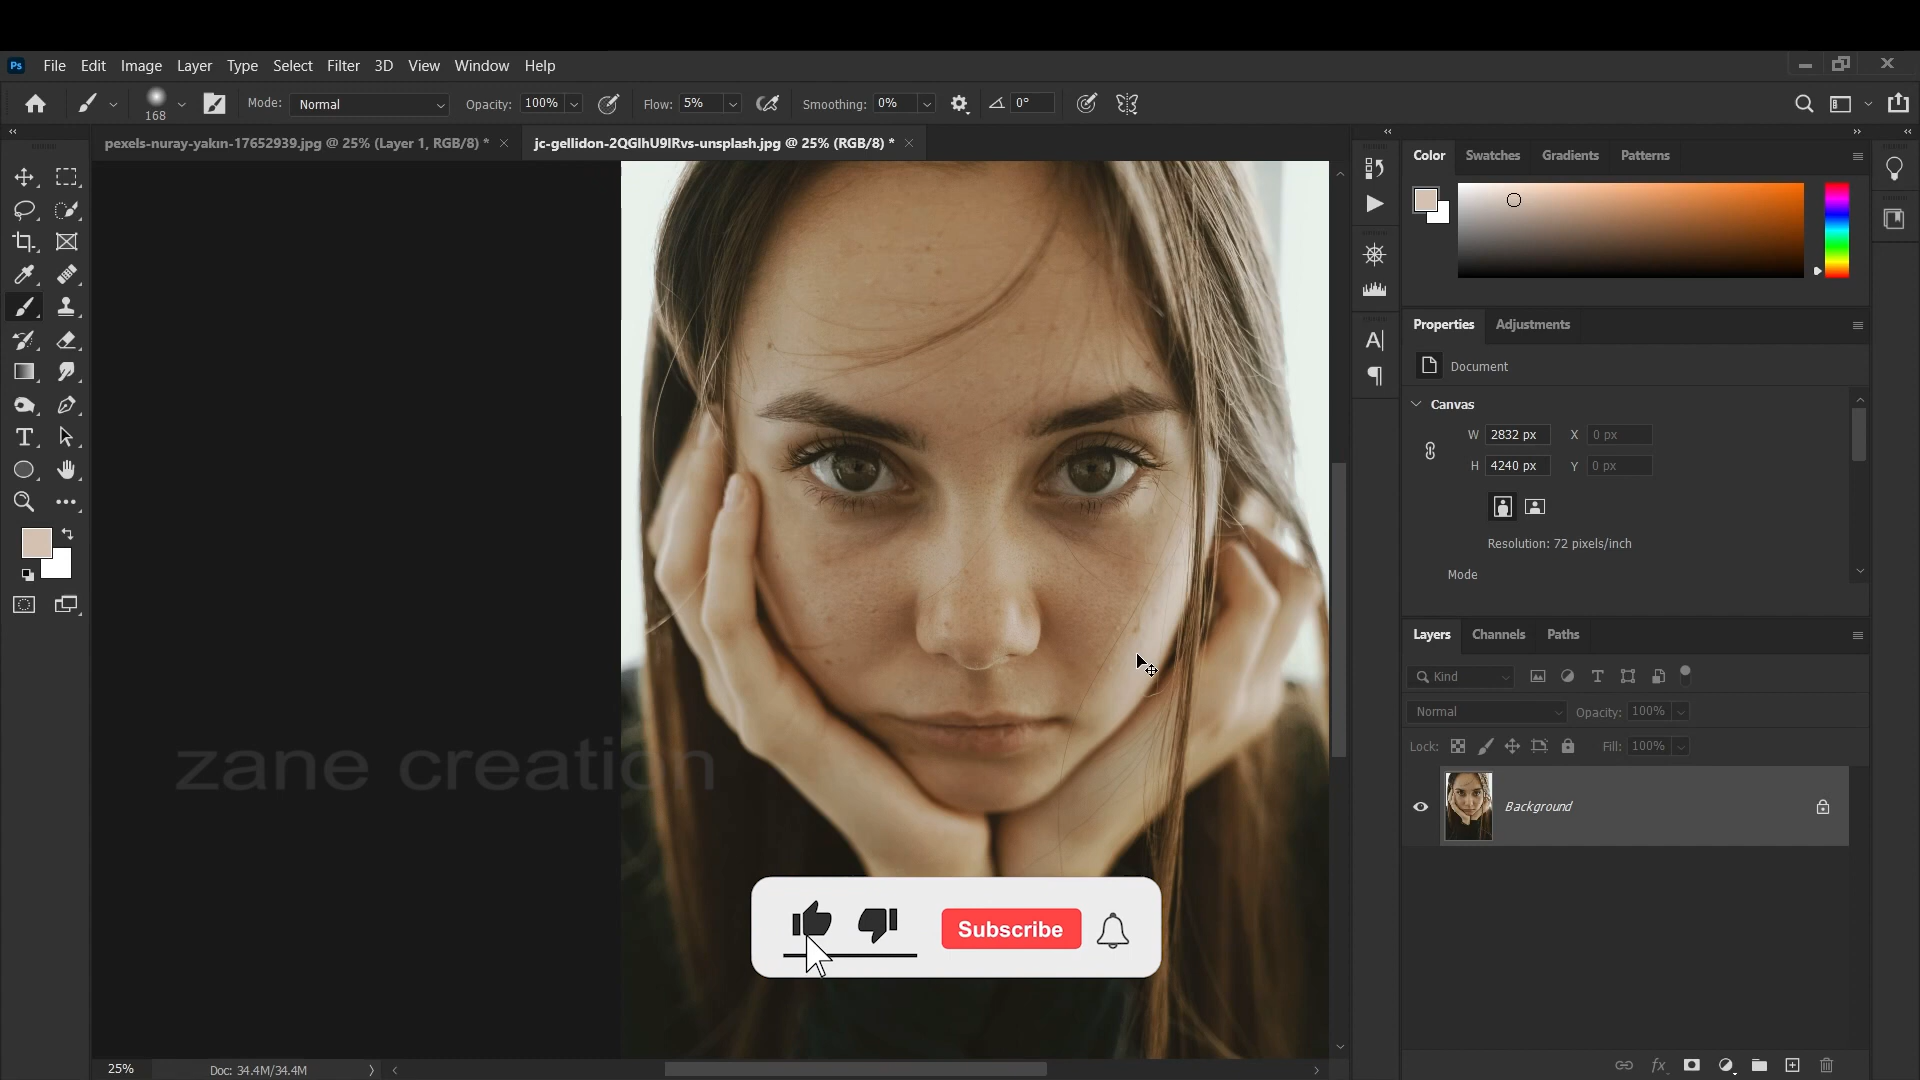 Ps File Edit Image Layer Type Select Filter 3D View Window Help
168 Mode: Normal Opacity: 100% Flow: 5% Smoothing: 0% 0°
pexels-nuray-yakın-17652939.jpg @ 25% (Layer 1, RGB/8) * jc-gellidon-2QGlhU9lRvs-unsplash.jpg @ 25% (RGB/8) *
Color Swatches Gradients Patterns
Properties Adjustments
Document
Canvas
W 2832 px X 0 px
H 4240 px Y 0 px
Resolution: 72 pixels/inch
Mode
Layers Channels Paths
Kind
Normal Opacity: 100%
Lock: Fill: 100%
Background
zane creation
Subscribe
25% Doc: 34.4M/34.4M